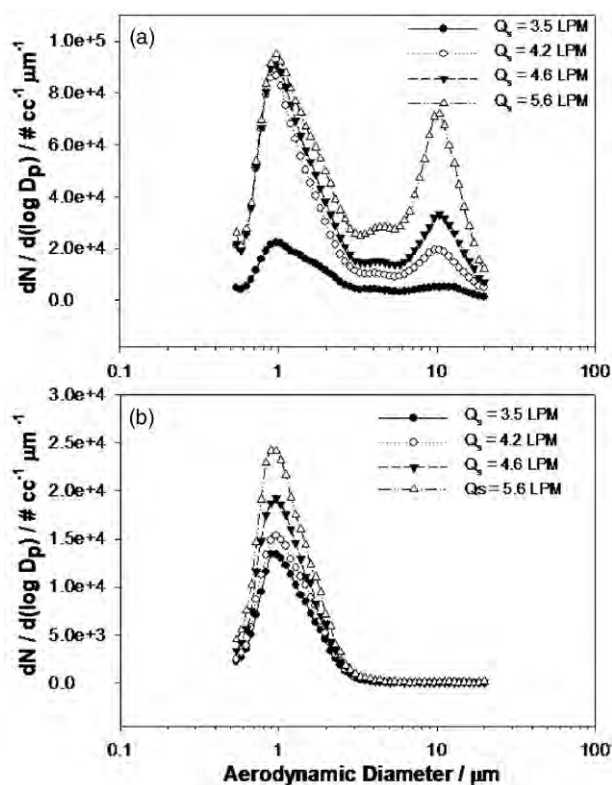 (a)
Qs = 3.5 LPM
Qs = 4.2 LPM
Qs = 4.6 LPM
Qs = 5.6 LPM
dN / d(log Dp) / # cc-1 μm-1
1.0e+5
8.0e+4
6.0e+4
4.0e+4
2.0e+4
0.0
0.1
1
10
100
(b)
Qs = 3.5 LPM
Qs = 4.2 LPM
Qs = 4.6 LPM
Qs = 5.6 LPM
dN / d(log Dp) / # cc-1 μm-1
3.0e+4
2.5e+4
2.0e+4
1.5e+4
1.0e+4
5.0e+3
0.0
0.1
1
10
100
Aerodynamic Diameter / μm